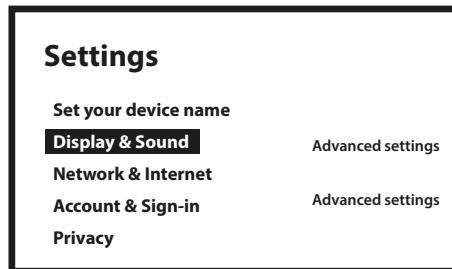 Settings
Set your device name
Display & Sound
Advanced settings
Network & Internet
Account & Sign-in
Advanced settings
Privacy